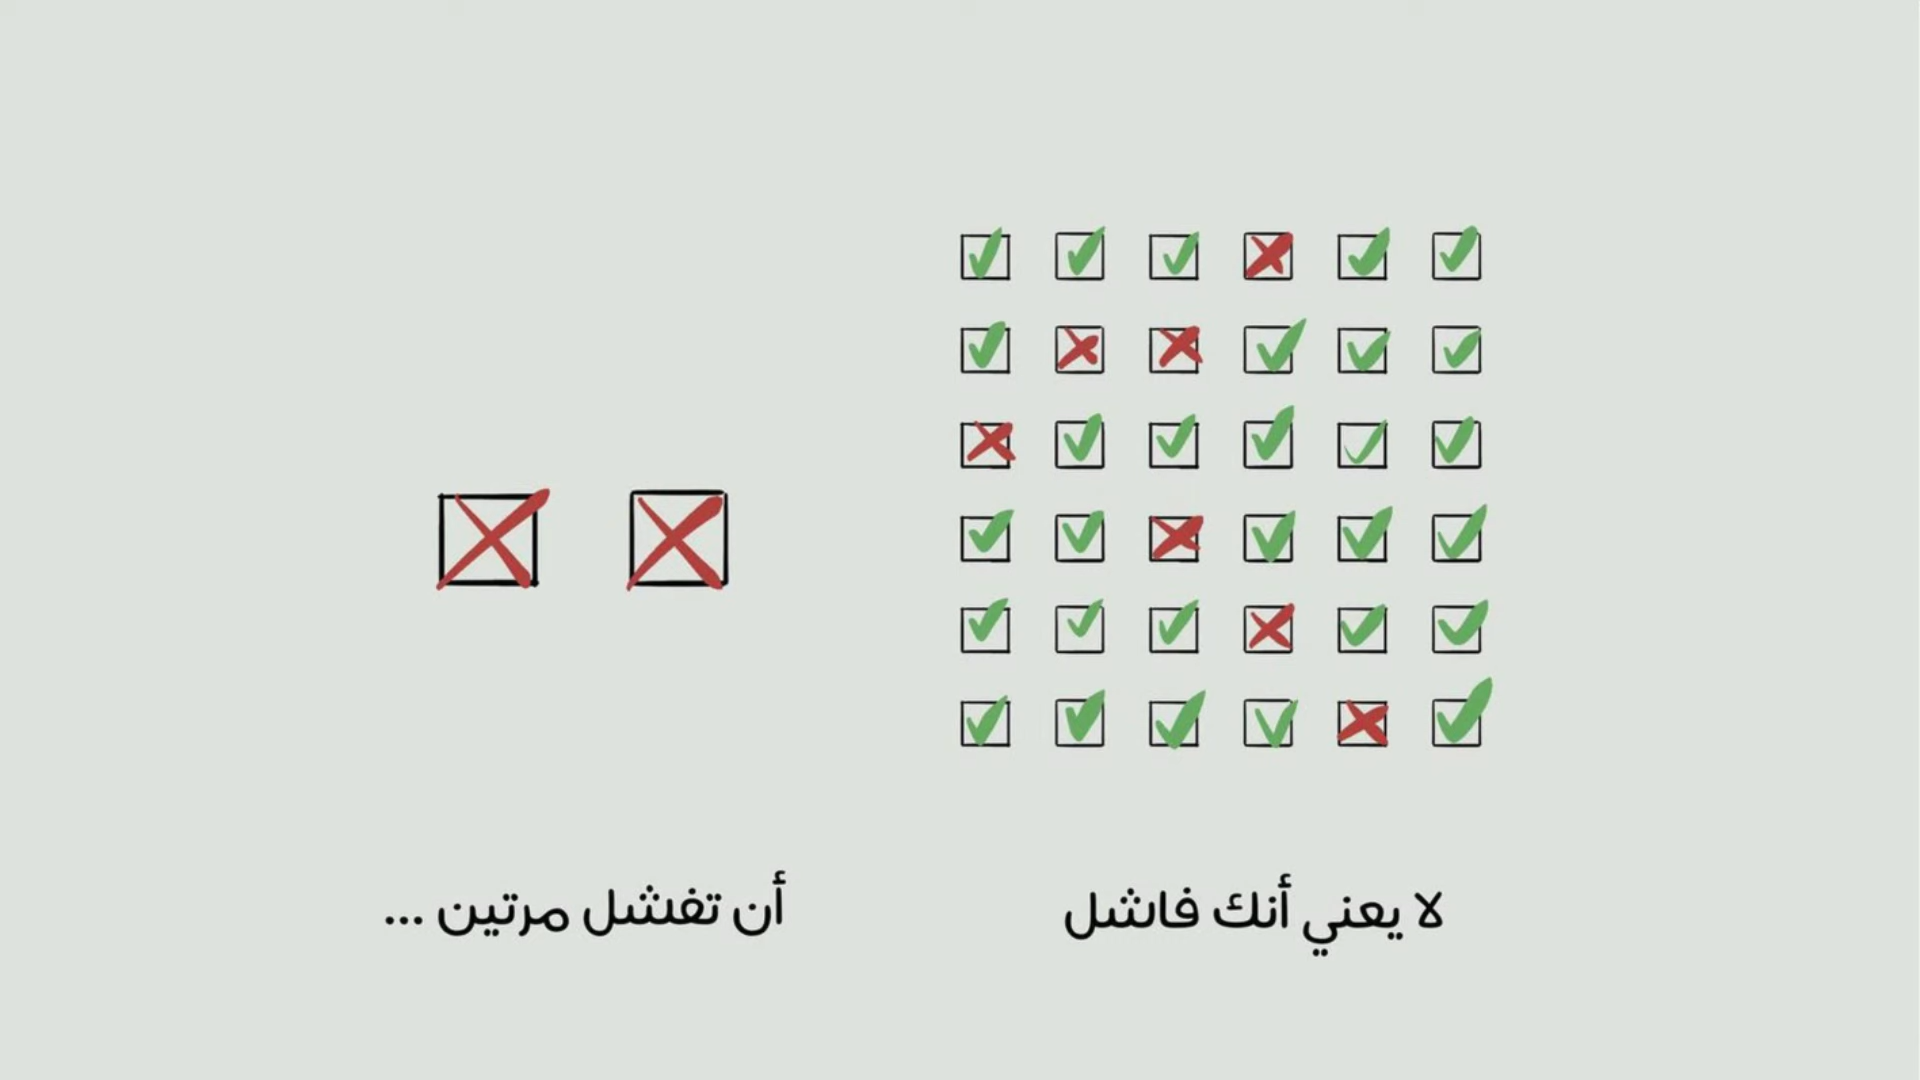 أن تفشل مرتين ...
لا يعني أنك فاشل